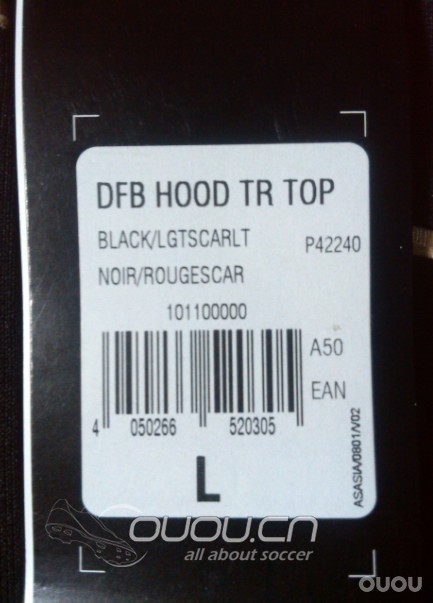 DFB HOOD TR TOP
BLACK/LGTSCARLT P42240
NOIR/ROUGESCAR
101100000
A50
EAN
4 050266 520305
L
ASASIA/0801/V02
OUOU.CN
all about soccer
OUOU